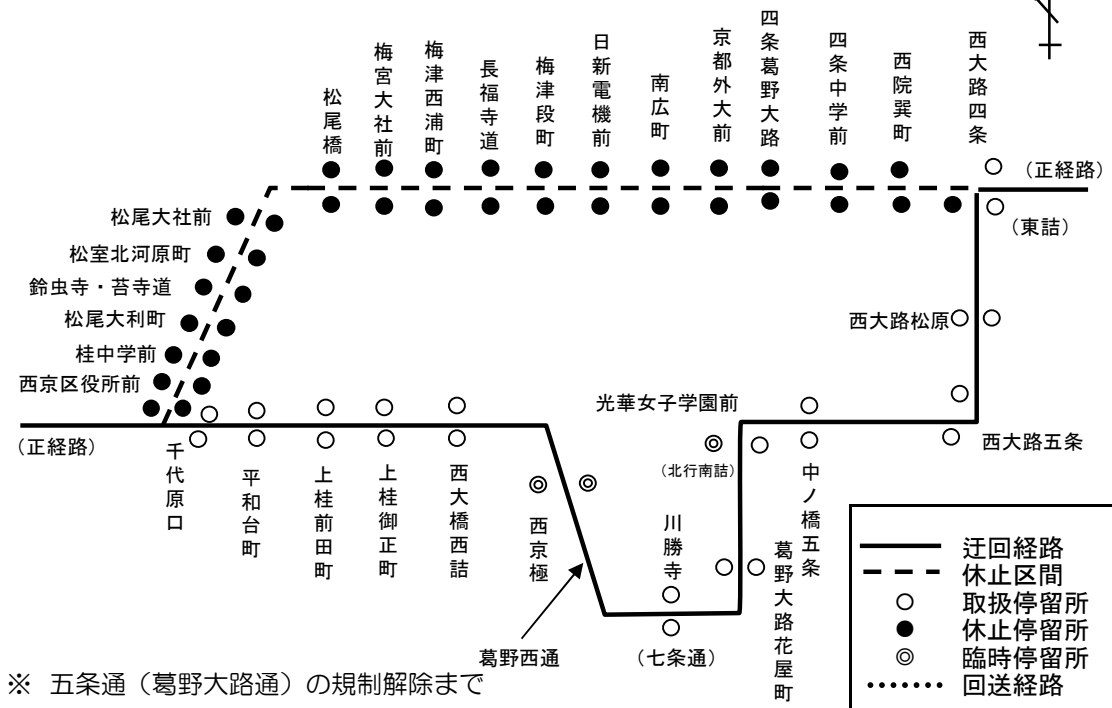 松尾橋
梅宮大社前
梅津西浦町
長福寺道
梅津段町
日新電機前
南広町
京都外大前
四条葛野大路
四条中学前
西院巽町
西大路四条
(正経路)
(東詰)
松尾大社前
松室北河原町
鈴虫寺・苔寺道
松尾大利町
桂中学前
西京区役所前
(正経路)
千代原口
平和台町
上桂前田町
上桂御正町
西大橋西詰
西京極
葛野西通
川勝寺
(七条通)
光華女子学園前
(北行南詰)
葛野大路花屋町
中ノ橋五条
西大路松原
西大路五条
迂回経路
休止区間
取扱停留所
休止停留所
臨時停留所
回送経路
※ 五条通(葛野大路通)の規制解除まで